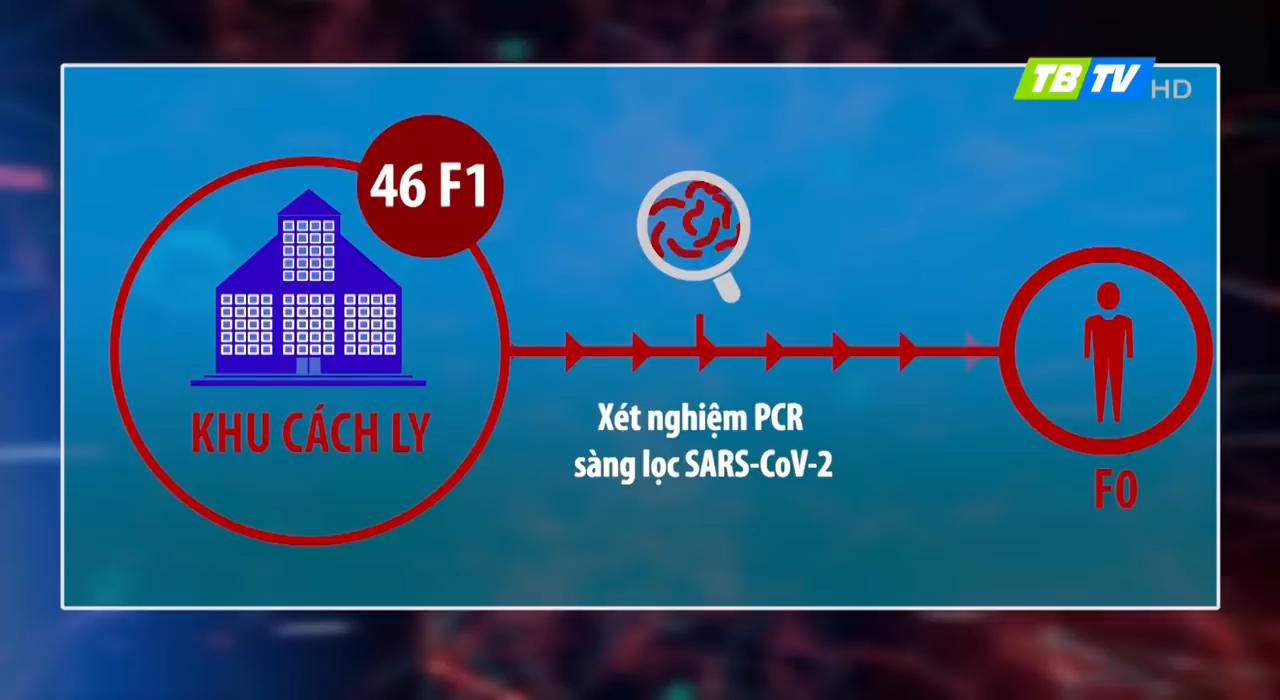 TBTV HD
46 F1
KHU CÁCH LY
Xét nghiệm PCR
sàng lọc SARS-CoV-2
F0